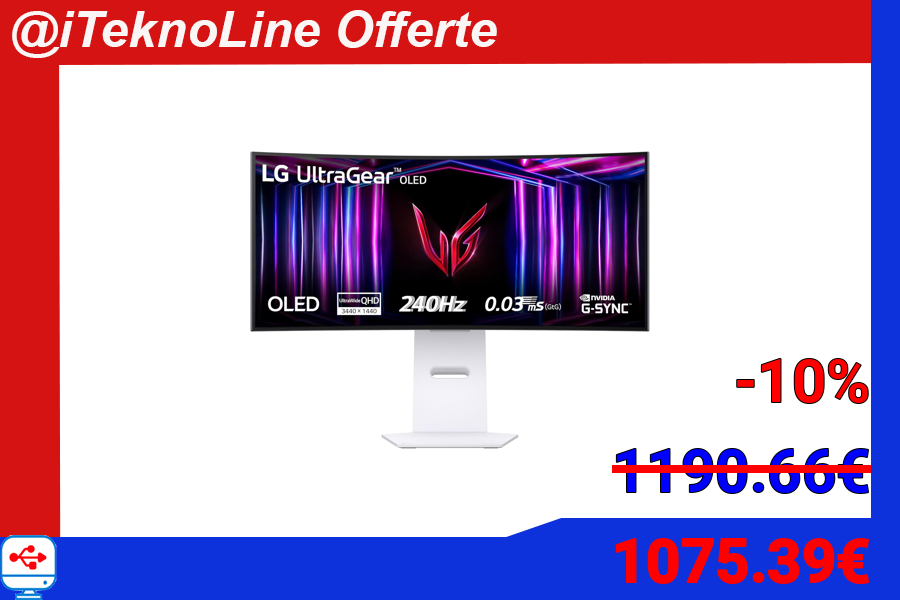 @iTeknoLine Offerte
LG UltraGear™ OLED
OLED
UltraWide QHD
3440 x 1440
240Hz
0.03mS(GtG)
NVIDIA
G-SYNC™
-10%
1190.66€
1075.39€